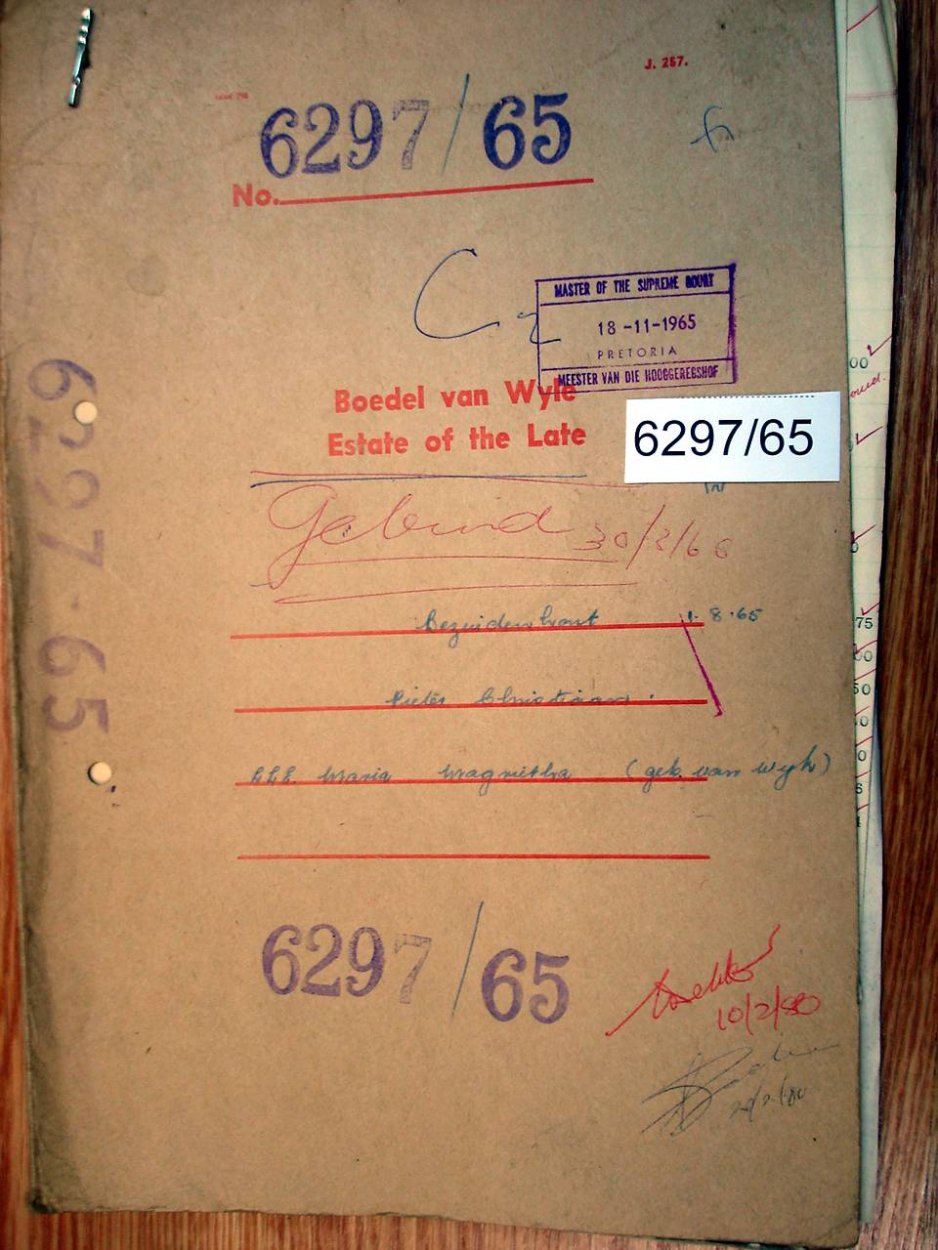 J. 257.
6297/65
No.
C
MASTER OF THE SUPREME COURT
18-11-1965
PRETORIA
MEESTER VAN DIE HOOGGEREGSHOF
Boedel van Wyle
Estate of the Late
6297/65
Gebind 30/2/66
Bezuidenhout 1.8.65
Pieter Christiaan.
Maria Magrietha (geb. van Wyk)
6297-65
6297/65
10/2/80